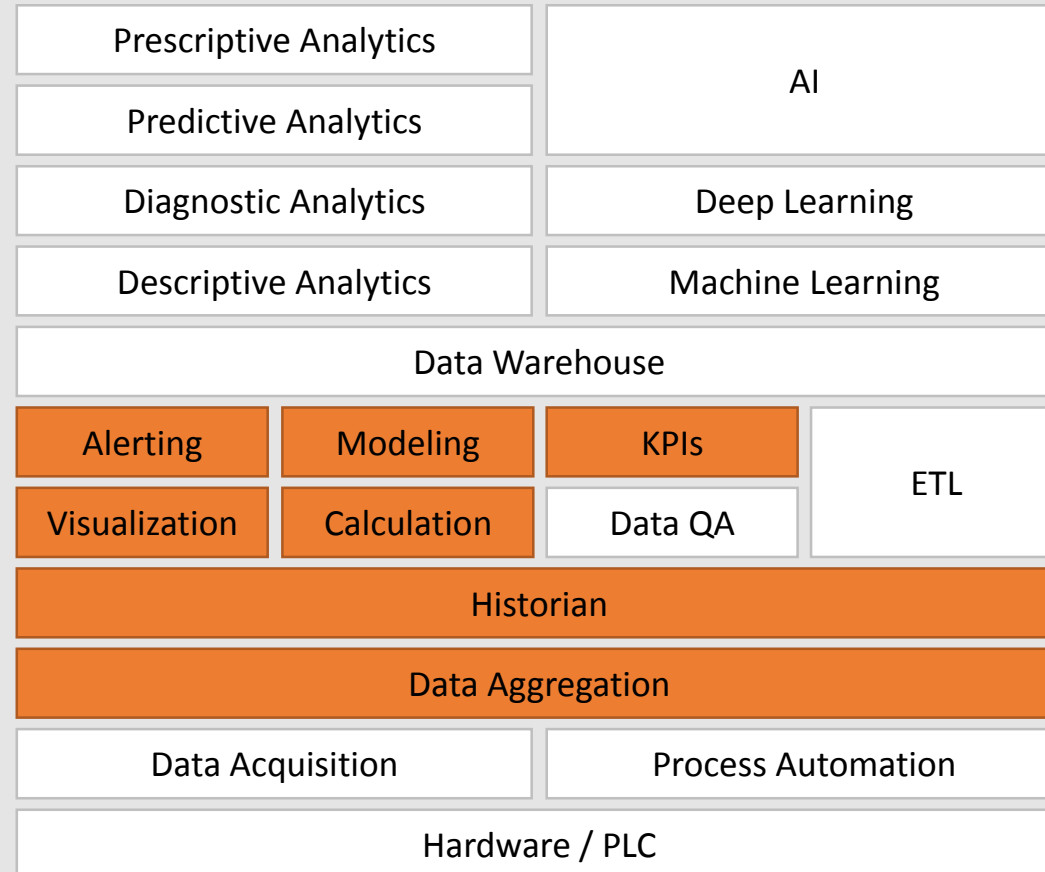 Prescriptive Analytics
AI
Predictive Analytics
Diagnostic Analytics
Deep Learning
Descriptive Analytics
Machine Learning
Data Warehouse
Alerting
Modeling
KPIs
ETL
Visualization
Calculation
Data QA
Historian
Data Aggregation
Data Acquisition
Process Automation
Hardware / PLC